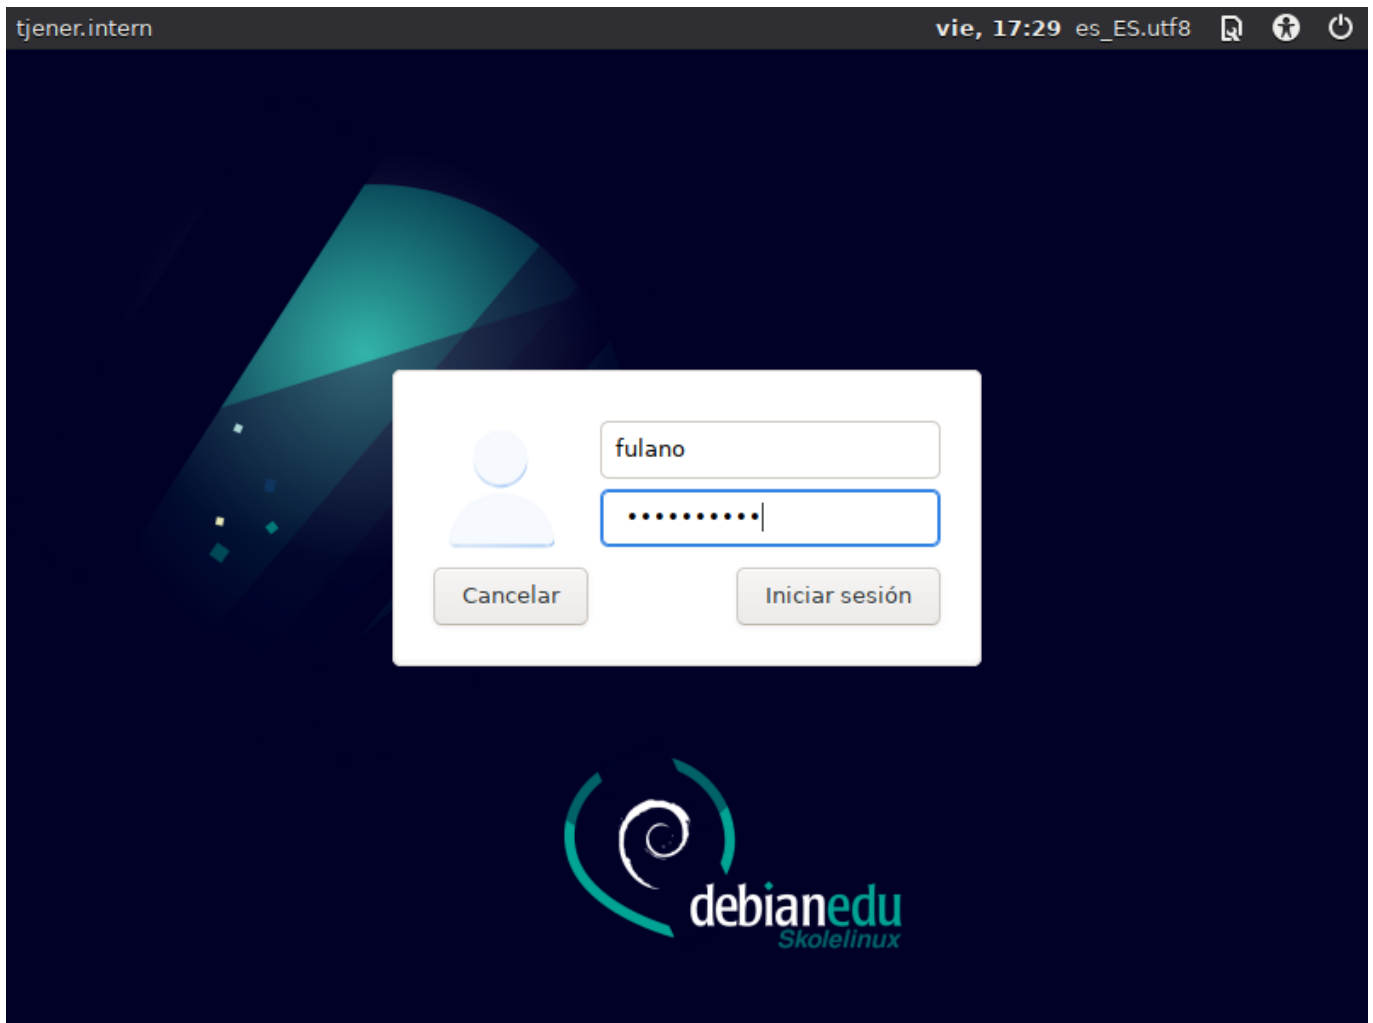 tjener.intern
vie, 17:29 es_ES.utf8
fulano
••••••••••
Cancelar
Iniciar sesión
debianedu
Skolelinux